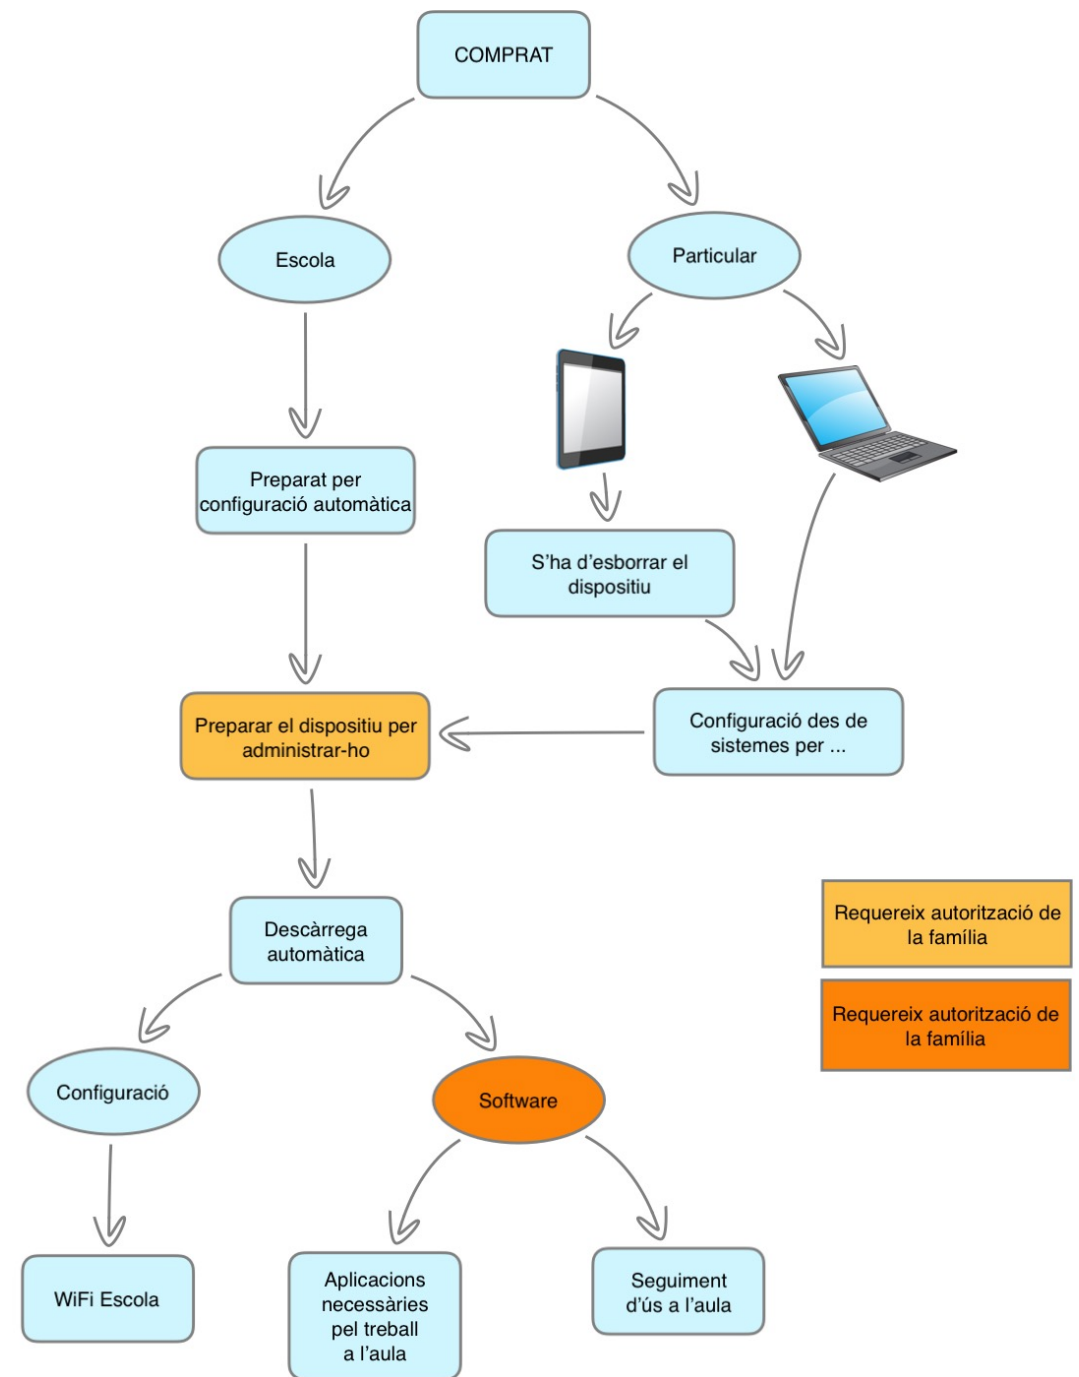 COMPRAT
Escola
Particular
Preparat per
configuració automàtica
S'ha d'esborrar el
dispositiu
Preparar el dispositiu per
administrar-ho
Configuració des de
sistemes per ...
Descàrrega
automàtica
Requereix autorització de
la família
Requereix autorització de
la família
Configuració
Software
WiFi Escola
Aplicacions
necessàries
pel treball
a l'aula
Seguiment
d'ús a l'aula